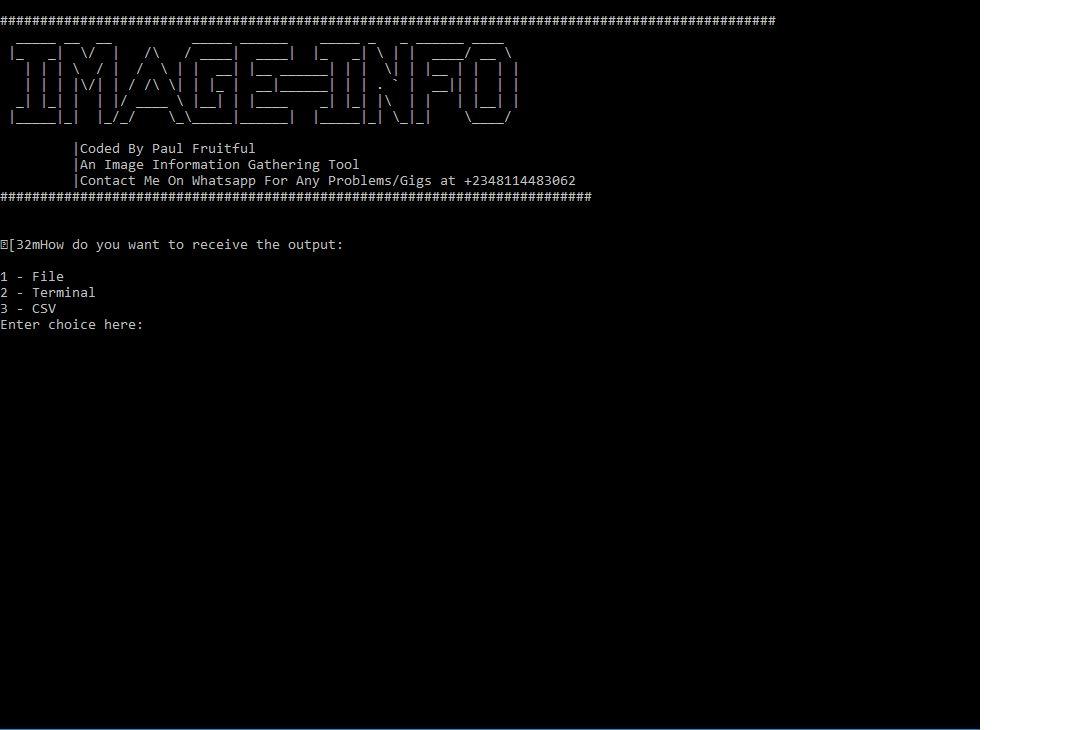 #################################################################################################
IMAGE-INFO
|Coded By Paul Fruitful
|An Image Information Gathering Tool
|Contact Me On Whatsapp For Any Problems/Gigs at +2348114483062
##########################################################################
[32mHow do you want to receive the output:
1 - File
2 - Terminal
3 - CSV
Enter choice here: